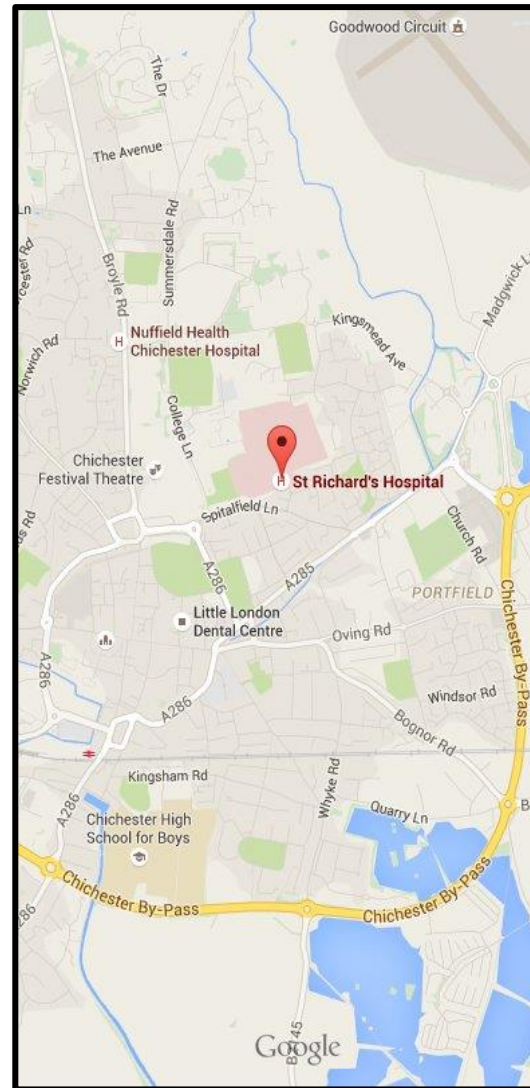 Goodwood Circuit
The Dr
The Avenue
Ln
Summersdale Rd
Broyle Rd
Madgwick
Kingsmead Ave
Norwich Rd
Nuffield Health
Chichester Hospital
College Ln
Chichester
Festival Theatre
H
St Richard's Hospital
Spitalfield Ln
Church Rd
A286
A285
PORTFIELD
Little London
Dental Centre
Oving Rd
Chichester By-Pass
A286
A286
Windsor Rd
Bognor Rd
Kingsham Rd
Whyke Rd
Quarry Ln
A286
Chichester High
School for Boys
Chichester By-Pass
Chichester By-Pass
Google